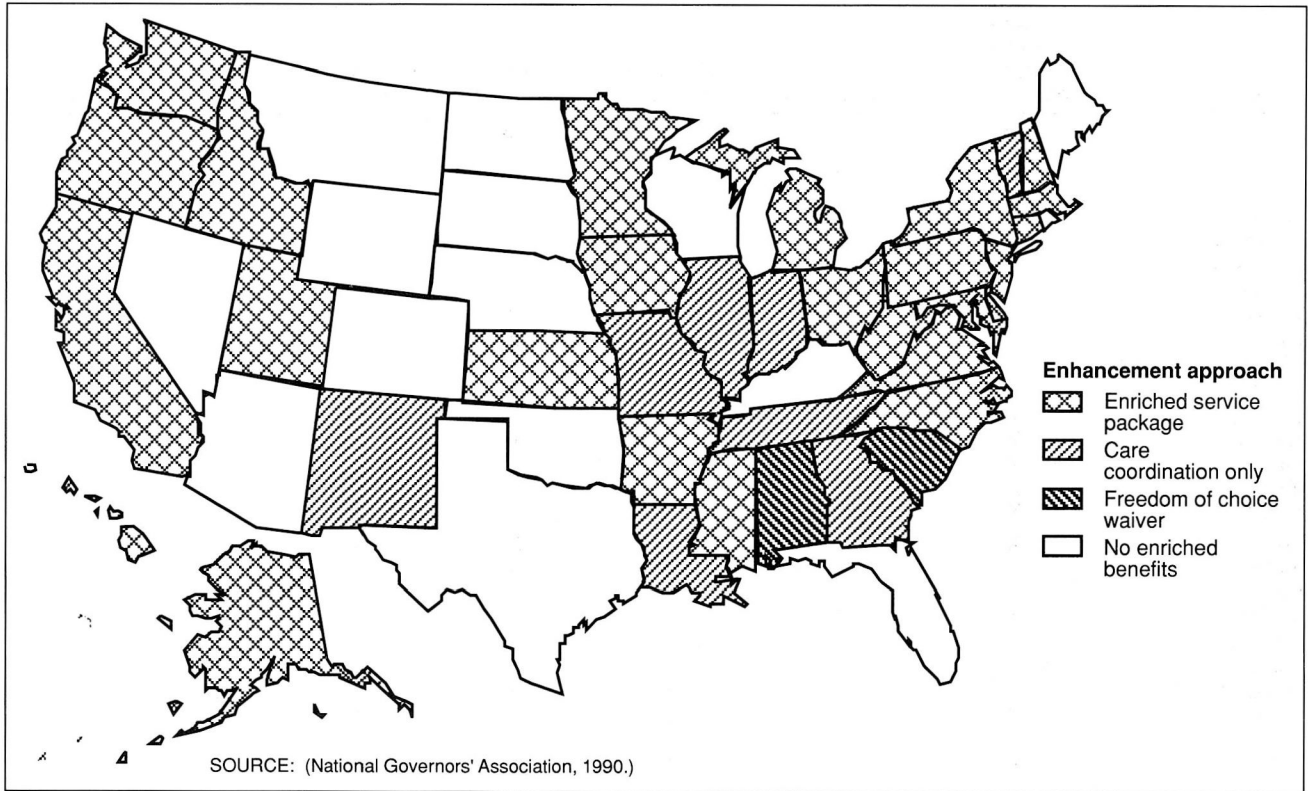 Enhancement approach
Enriched service
package
Care
coordination only
Freedom of choice
waiver
No enriched
benefits
SOURCE: (National Governors' Association, 1990.)